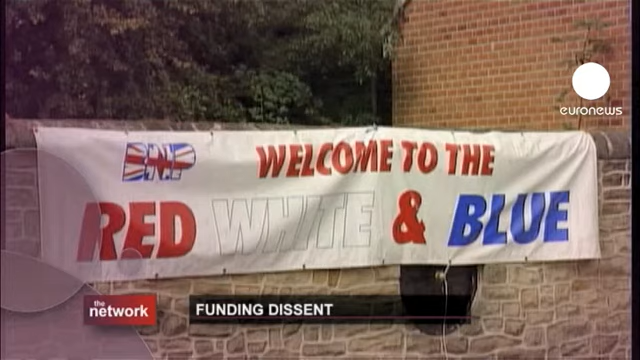 euronews
BNP
WELCOME TO THE
RED WHITE & BLUE
the
network
FUNDING DISSENT